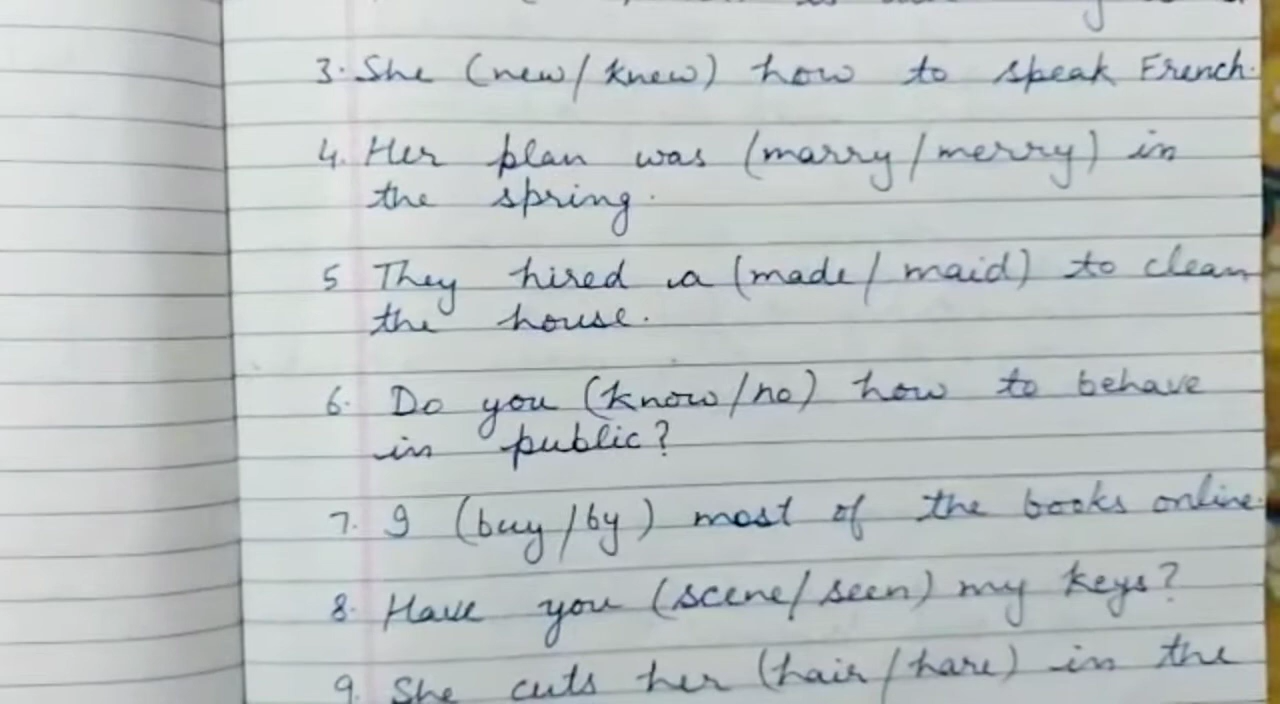 3. She (new/knew) how to speak French.
4. Her plan was (marry/merry) in
the spring.
5 They hired a (made/maid) to clean
the house.
6. Do you (know/no) how to behave
in public?
7. I (buy/by) most of the books online.
8. Have you (scene/seen) my keys?
9. She cuts her (hair/hare) in the